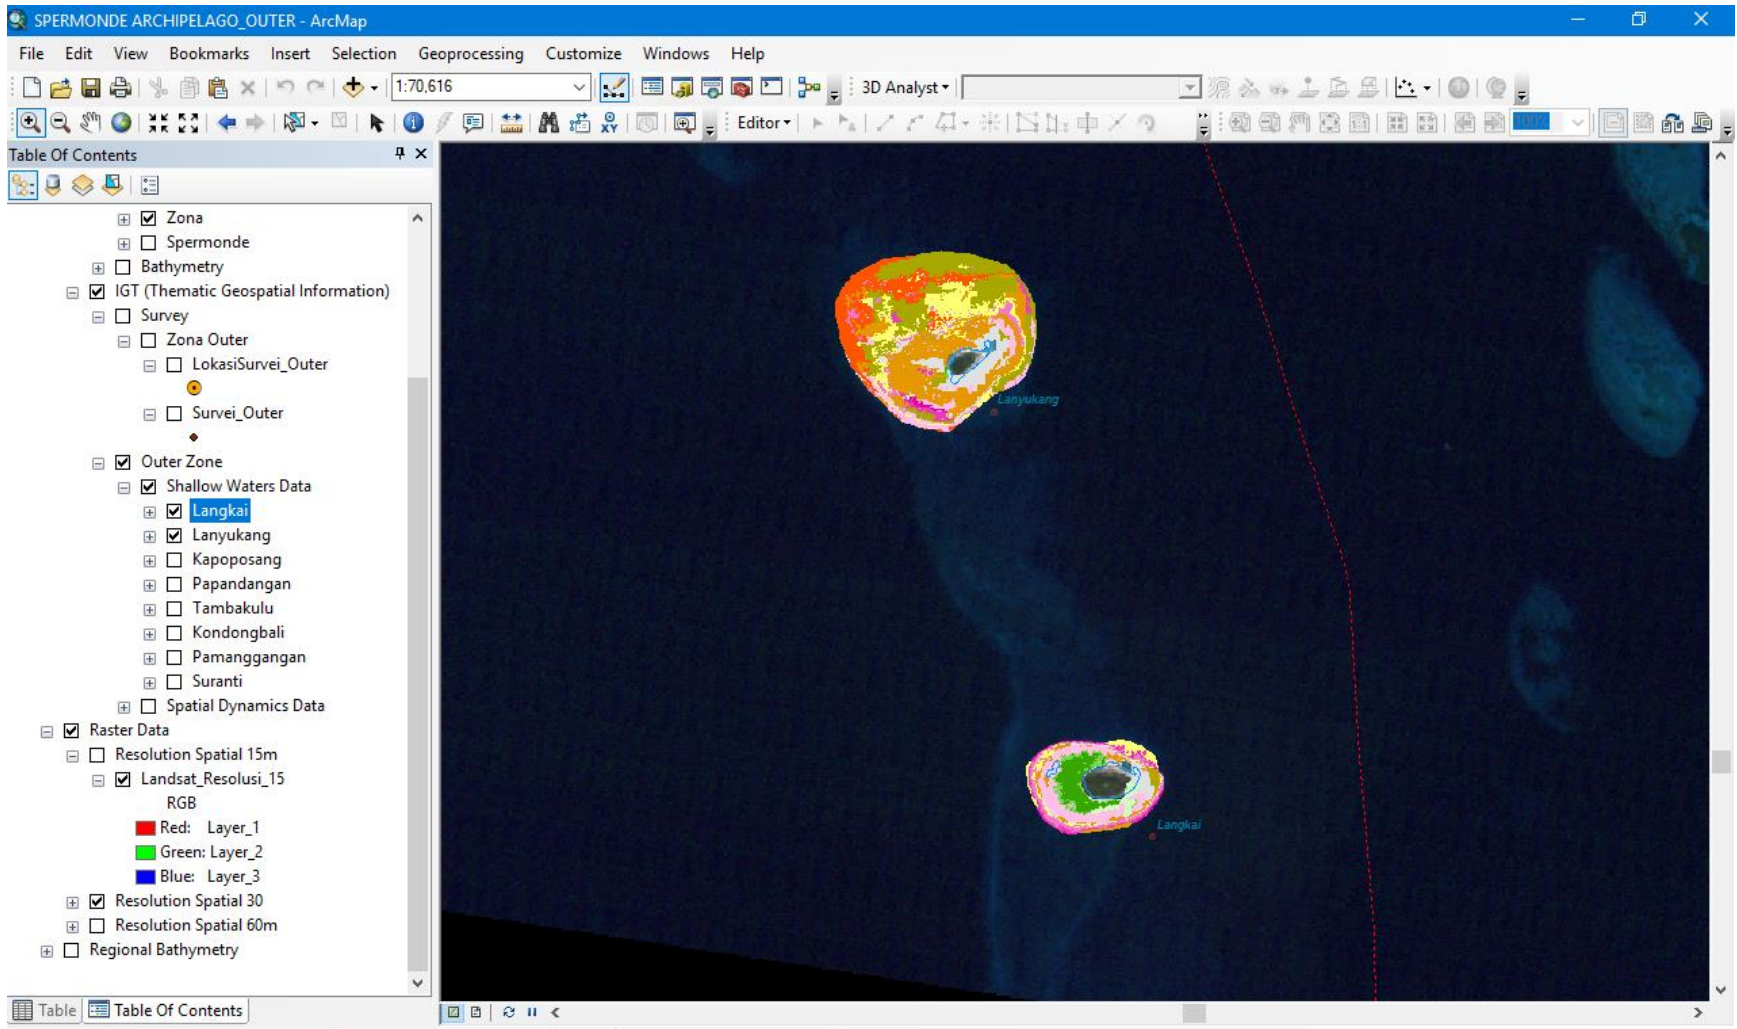 SPERMONDE ARCHIPELAGO_OUTER - ArcMap
File Edit View Bookmarks Insert Selection Geoprocessing Customize Windows Help
1:70,616
3D Analyst
Editor
100%
Table Of Contents
Zona
Spermonde
Bathymetry
IGT (Thematic Geospatial Information)
Survey
Zona Outer
LokasiSurvei_Outer
Survei_Outer
Outer Zone
Shallow Waters Data
Langkai
Lanyukang
Kapoposang
Papandangan
Tambakulu
Kondongbali
Pamanggangan
Suranti
Spatial Dynamics Data
Raster Data
Resolution Spatial 15m
Landsat_Resolusi_15
RGB
Red: Layer_1
Green: Layer_2
Blue: Layer_3
Resolution Spatial 30
Resolution Spatial 60m
Regional Bathymetry
Table Table Of Contents
Lanyukang
Langkai